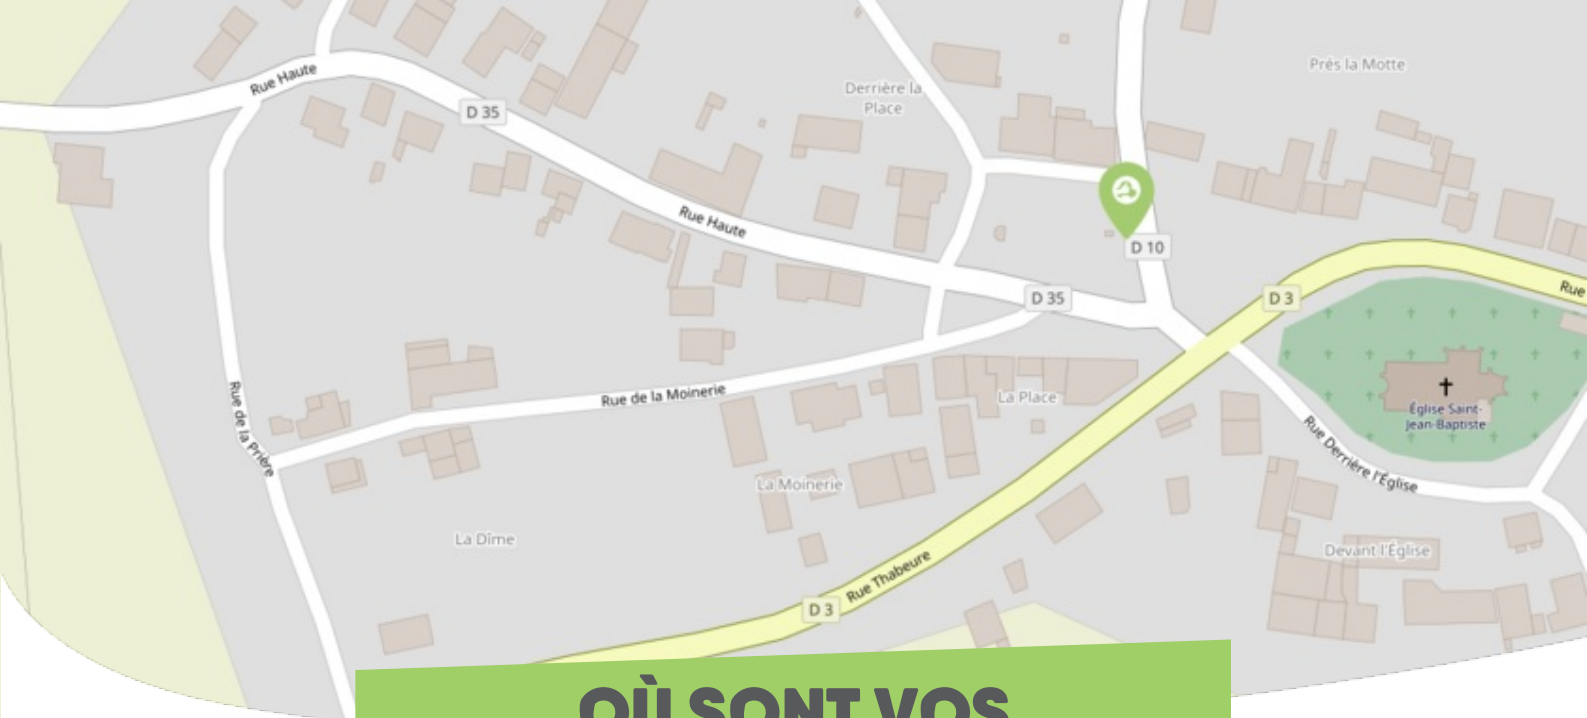 Rue Haute
D 35
Derrière la
Place
Prés la Motte
Rue Haute
D 10
D 35
D 3
Rue
Rue de la Prière
Rue de la Moinerie
La Place
Église Saint-
Jean-Baptiste
Rue Derrière l'Église
La Moinerie
La Dîme
Devant l'Église
Rue Thabeure
D 3
OÙ SONT VOS